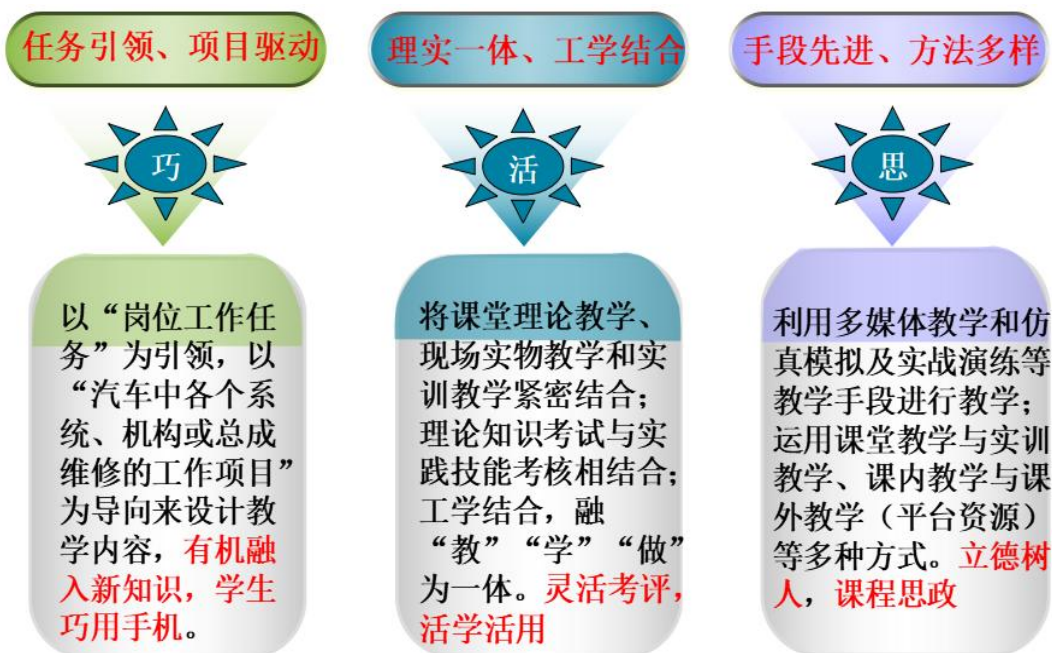 任务引领、项目驱动
巧
以“岗位工作任
务”为引领，以
“汽车中各个系
统、机构或总成
维修的工作项目”
为导向来设计教
学内容，有机融
入新知识，学生
巧用手机。
理实一体、工学结合
活
将课堂理论教学、
现场实物教学和实
训教学紧密结合；
理论知识考试与实
践技能考核相结合；
工学结合，融
“教”“学”“做”
为一体。灵活考评，
活学活用
手段先进、方法多样
思
利用多媒体教学和仿
真模拟及实战演练等
教学手段进行教学；
运用课堂教学与实训
教学、课内教学与课
外教学（平台资源）
等多种方式。立德树
人，课程思政